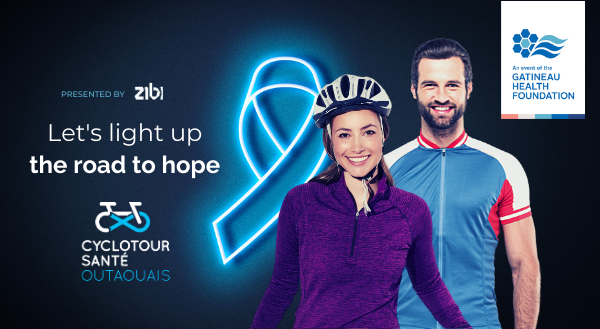 An event of the
GATINEAU
HEALTH
FOUNDATION
PRESENTED BY ZIBI
Let's light up
the road to hope
CYCLOTOUR
SANTÉ
OUTAOUAIS